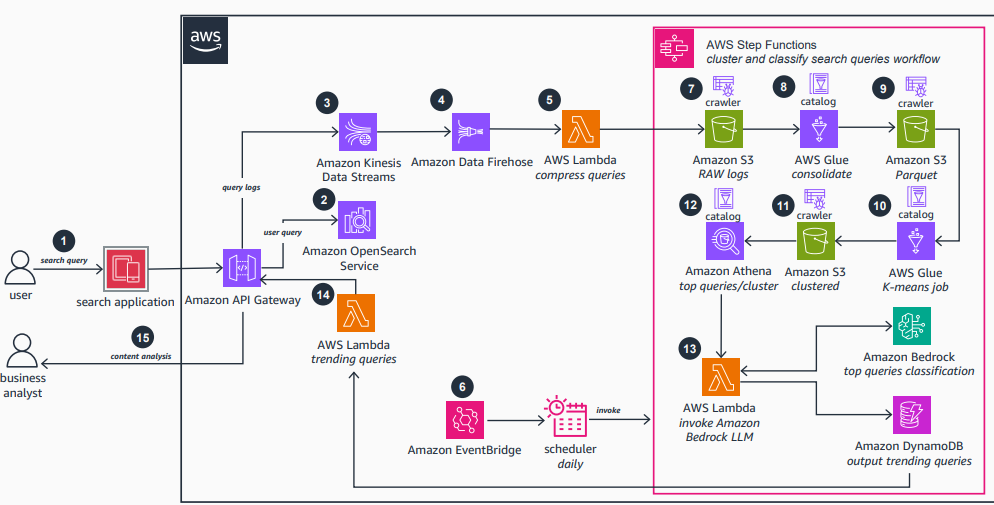 aws
AWS Step Functions
cluster and classify search queries workflow
3
4
5
7
crawler
8
catalog
9
crawler
Amazon Kinesis
Data Streams
Amazon Data Firehose
AWS Lambda
compress queries
Amazon S3
RAW logs
AWS Glue
consolidate
Amazon S3
Parquet
query logs
2
user query
Amazon OpenSearch
Service
12
catalog
11
crawler
10
catalog
1
search query
user
search application
Amazon API Gateway
Amazon Athena
top queries/cluster
Amazon S3
clustered
AWS Glue
K-means job
14
AWS Lambda
trending queries
15
content analysis
business
analyst
13
AWS Lambda
invoke Amazon
Bedrock LLM
Amazon Bedrock
top queries classification
6
Amazon EventBridge
scheduler
daily
invoke
Amazon DynamoDB
output trending queries